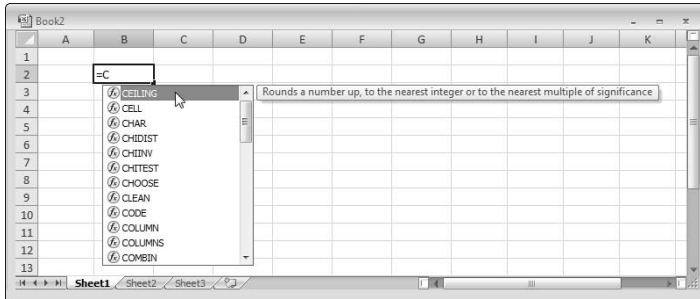 Book2
A B C D E F G H I J K
1
2 =C
3 CEILING Rounds a number up, to the nearest integer or to the nearest multiple of significance
4 CELL
5 CHAR
CHIDIST
6 CHIINV
7 CHITEST
8 CHOOSE
9 CLEAN
10 CODE
11 COLUMN
12 COLUMNS
13 COMBIN
Sheet1 Sheet2 Sheet3